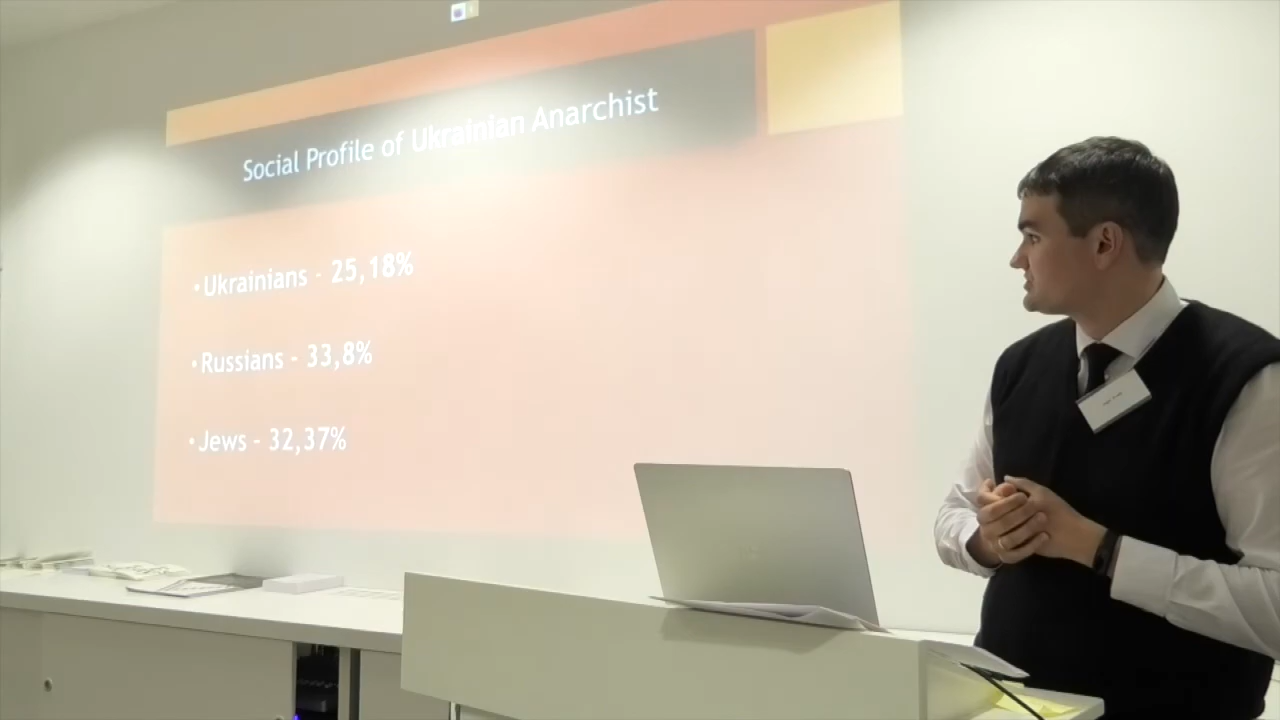 Social Profile of Ukrainian Anarchist
•Ukrainians - 25,18%
•Russians - 33,8%
•Jews - 32,37%